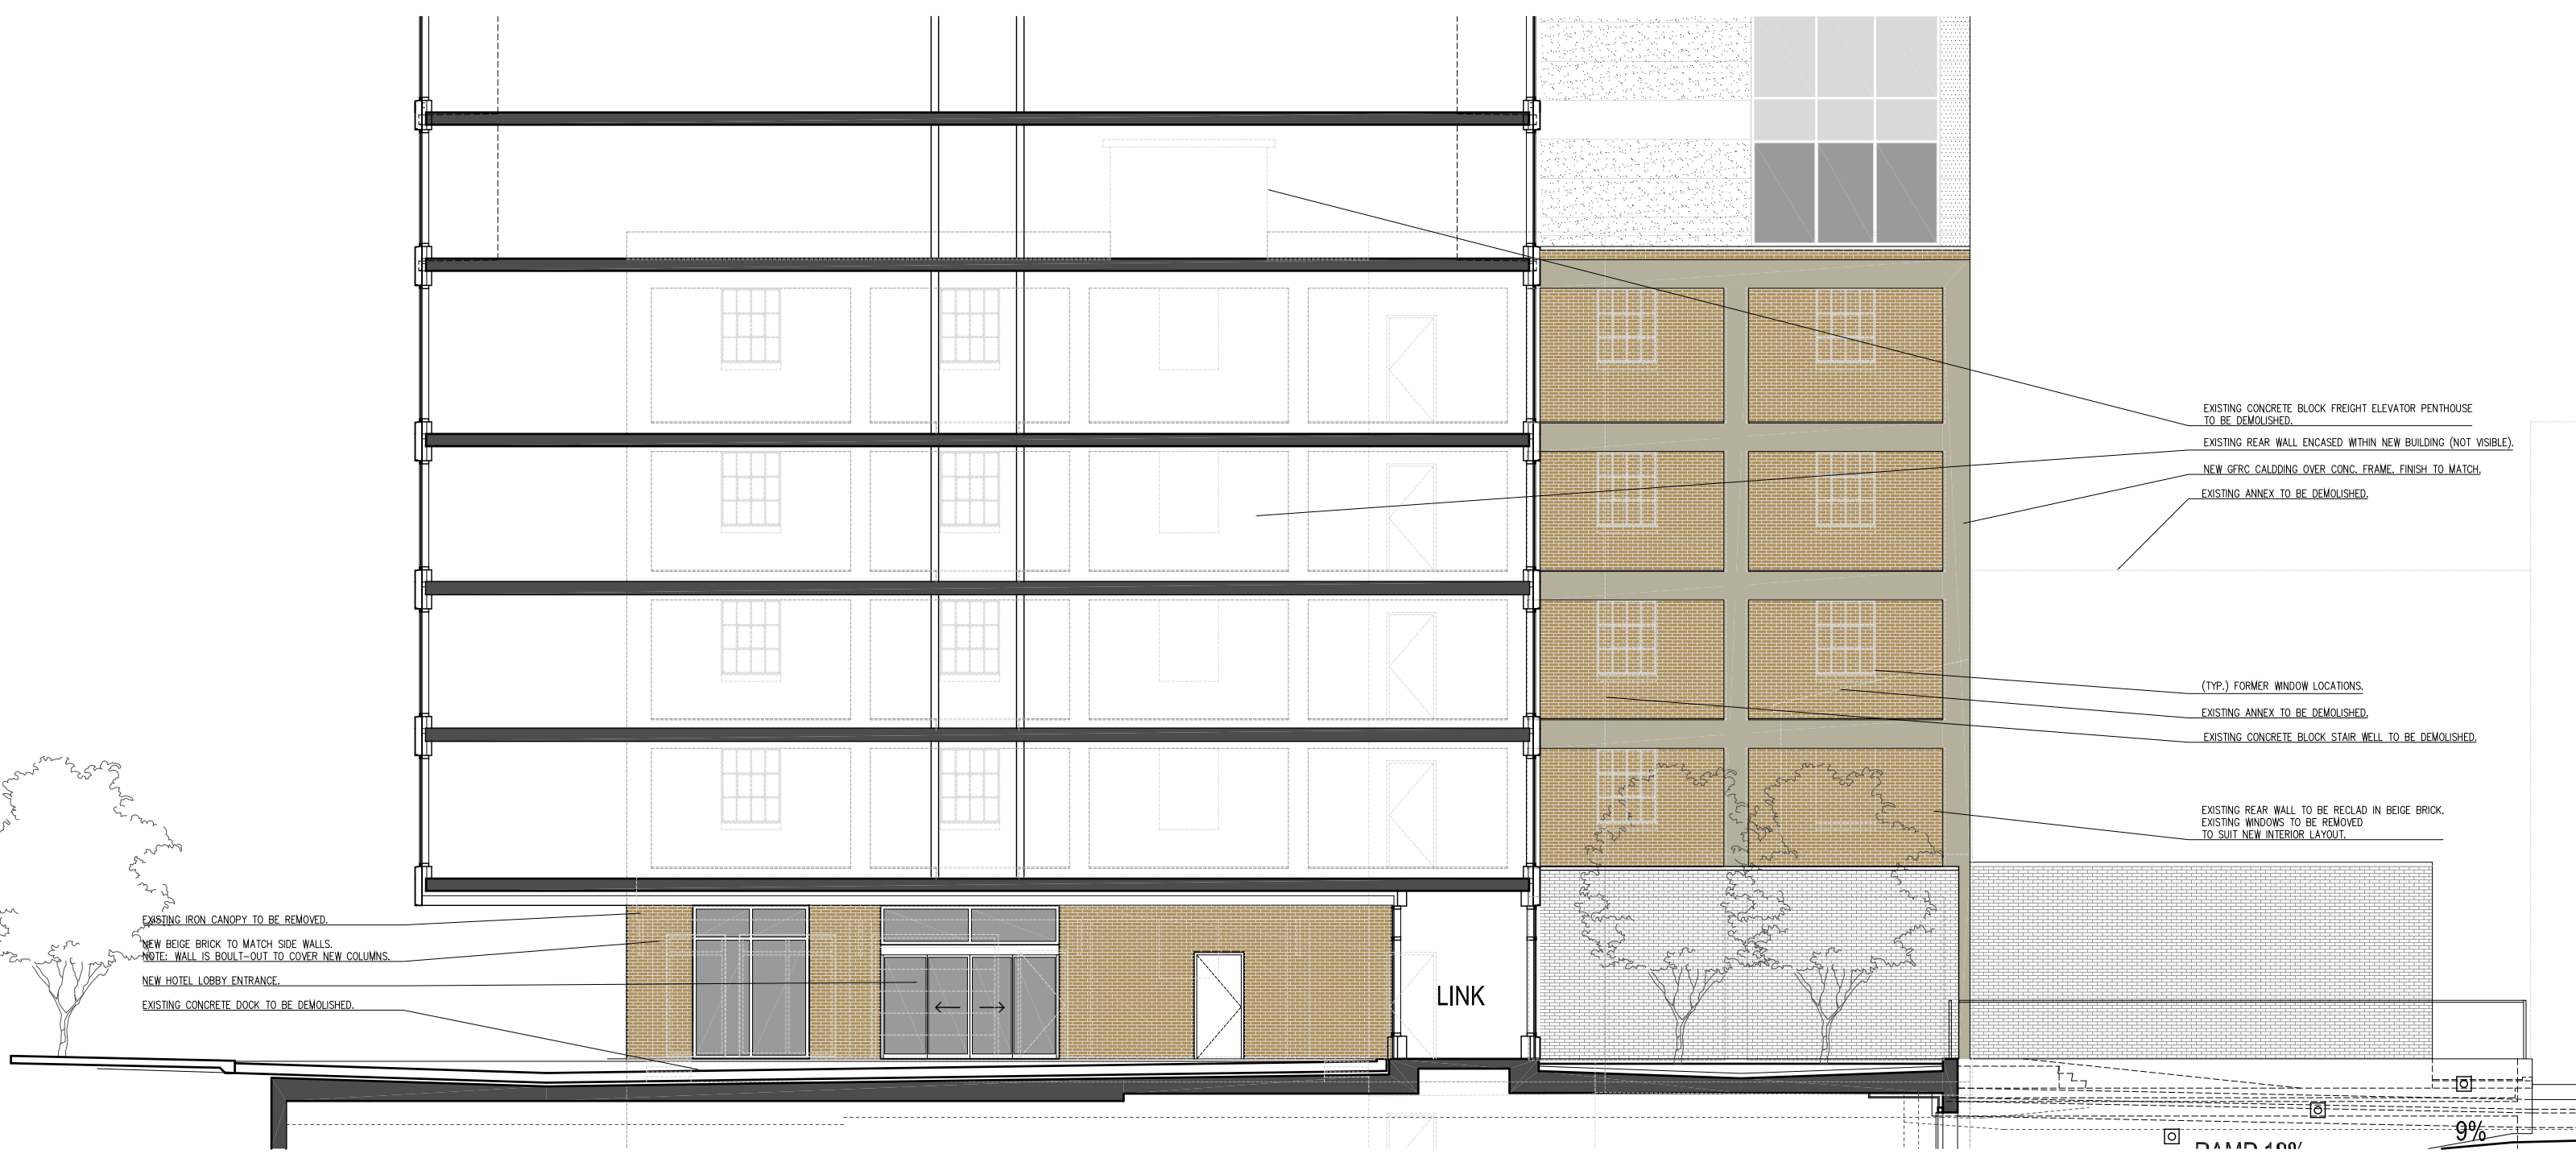 EXISTING CONCRETE BLOCK FREIGHT ELEVATOR PENTHOUSE
TO BE DEMOLISHED.
EXISTING REAR WALL ENCASED WITHIN NEW BUILDING (NOT VISIBLE).
NEW GFRC CALDDING OVER CONC. FRAME. FINISH TO MATCH.
EXISTING ANNEX TO BE DEMOLISHED.
(TYP.) FORMER WINDOW LOCATIONS.
EXISTING ANNEX TO BE DEMOLISHED.
EXISTING CONCRETE BLOCK STAIR WELL TO BE DEMOLISHED.
EXISTING REAR WALL TO BE RECLAD IN BEIGE BRICK.
EXISTING WINDOWS TO BE REMOVED
TO SUIT NEW INTERIOR LAYOUT.
EXISTING IRON CANOPY TO BE REMOVED.
NEW BEIGE BRICK TO MATCH SIDE WALLS.
NOTE: WALL IS BOULT-OUT TO COVER NEW COLUMNS.
NEW HOTEL LOBBY ENTRANCE.
EXISTING CONCRETE DOCK TO BE DEMOLISHED.
LINK
9%
RAMP